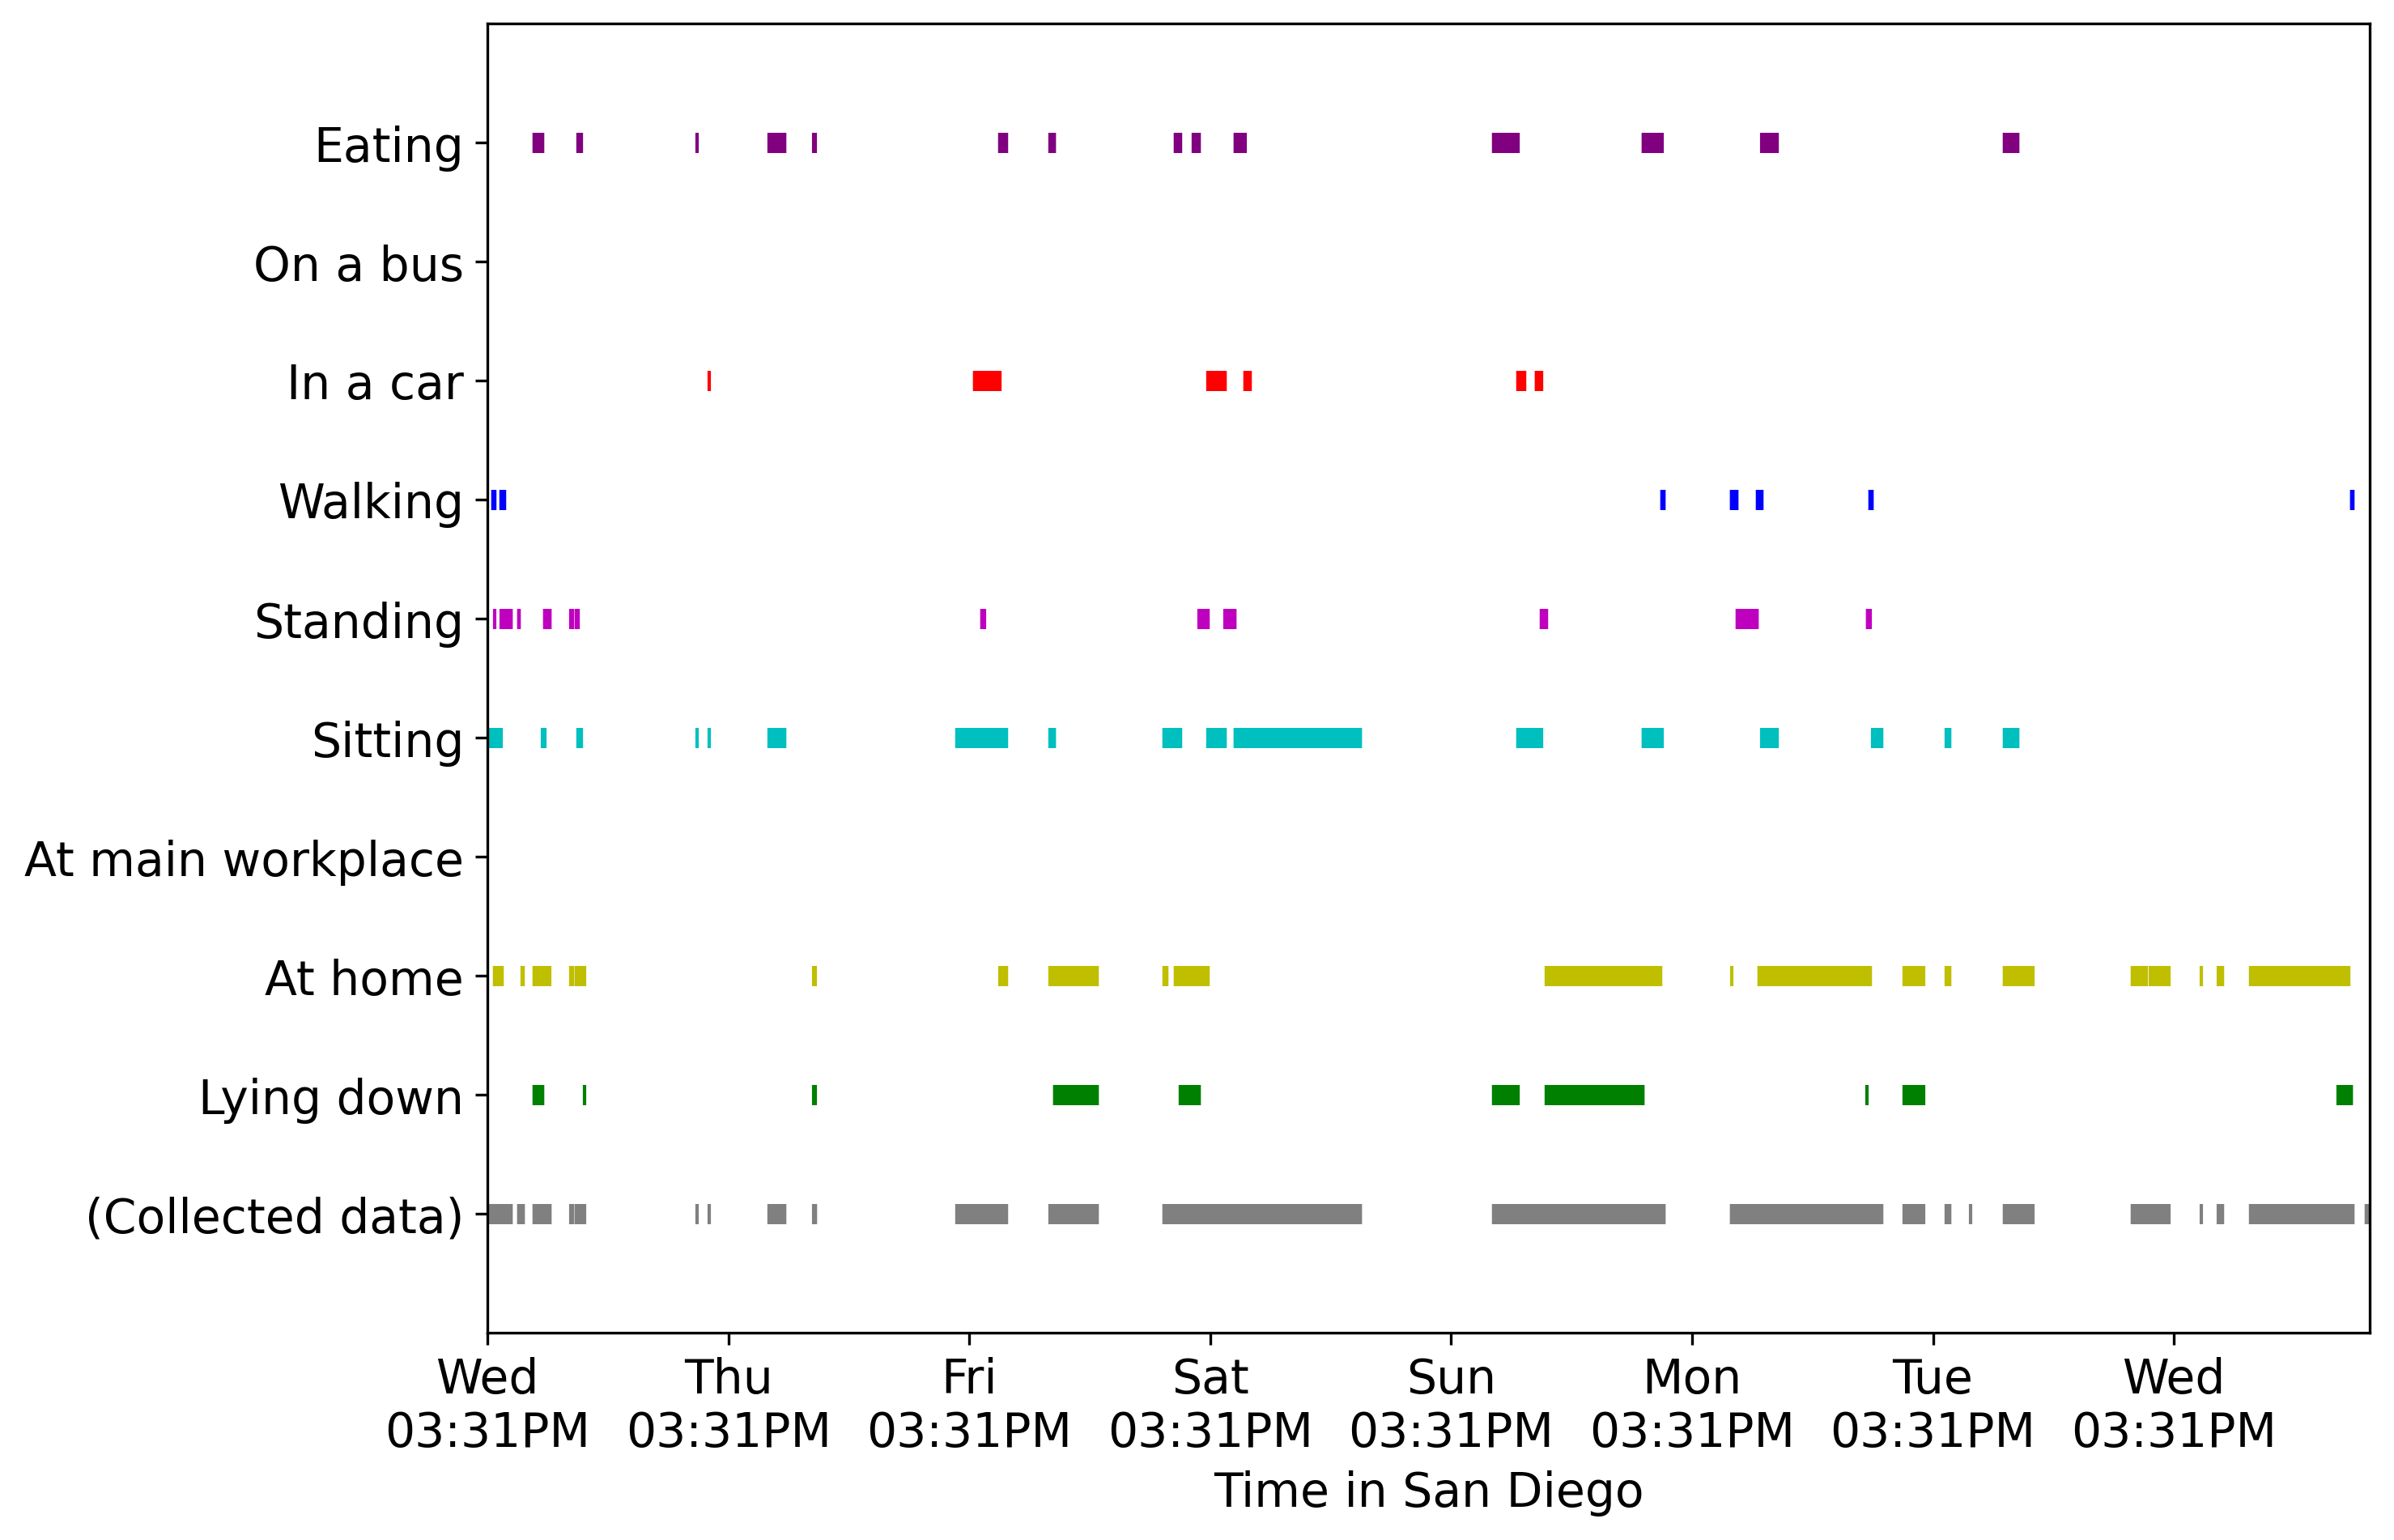 Eating
On a bus
In a car
Walking
Standing
Sitting
At main workplace
At home
Lying down
(Collected data)
Wed Thu Fri Sat Sun Mon Tue Wed
03:31PM 03:31PM 03:31PM 03:31PM 03:31PM 03:31PM 03:31PM 03:31PM
Time in San Diego